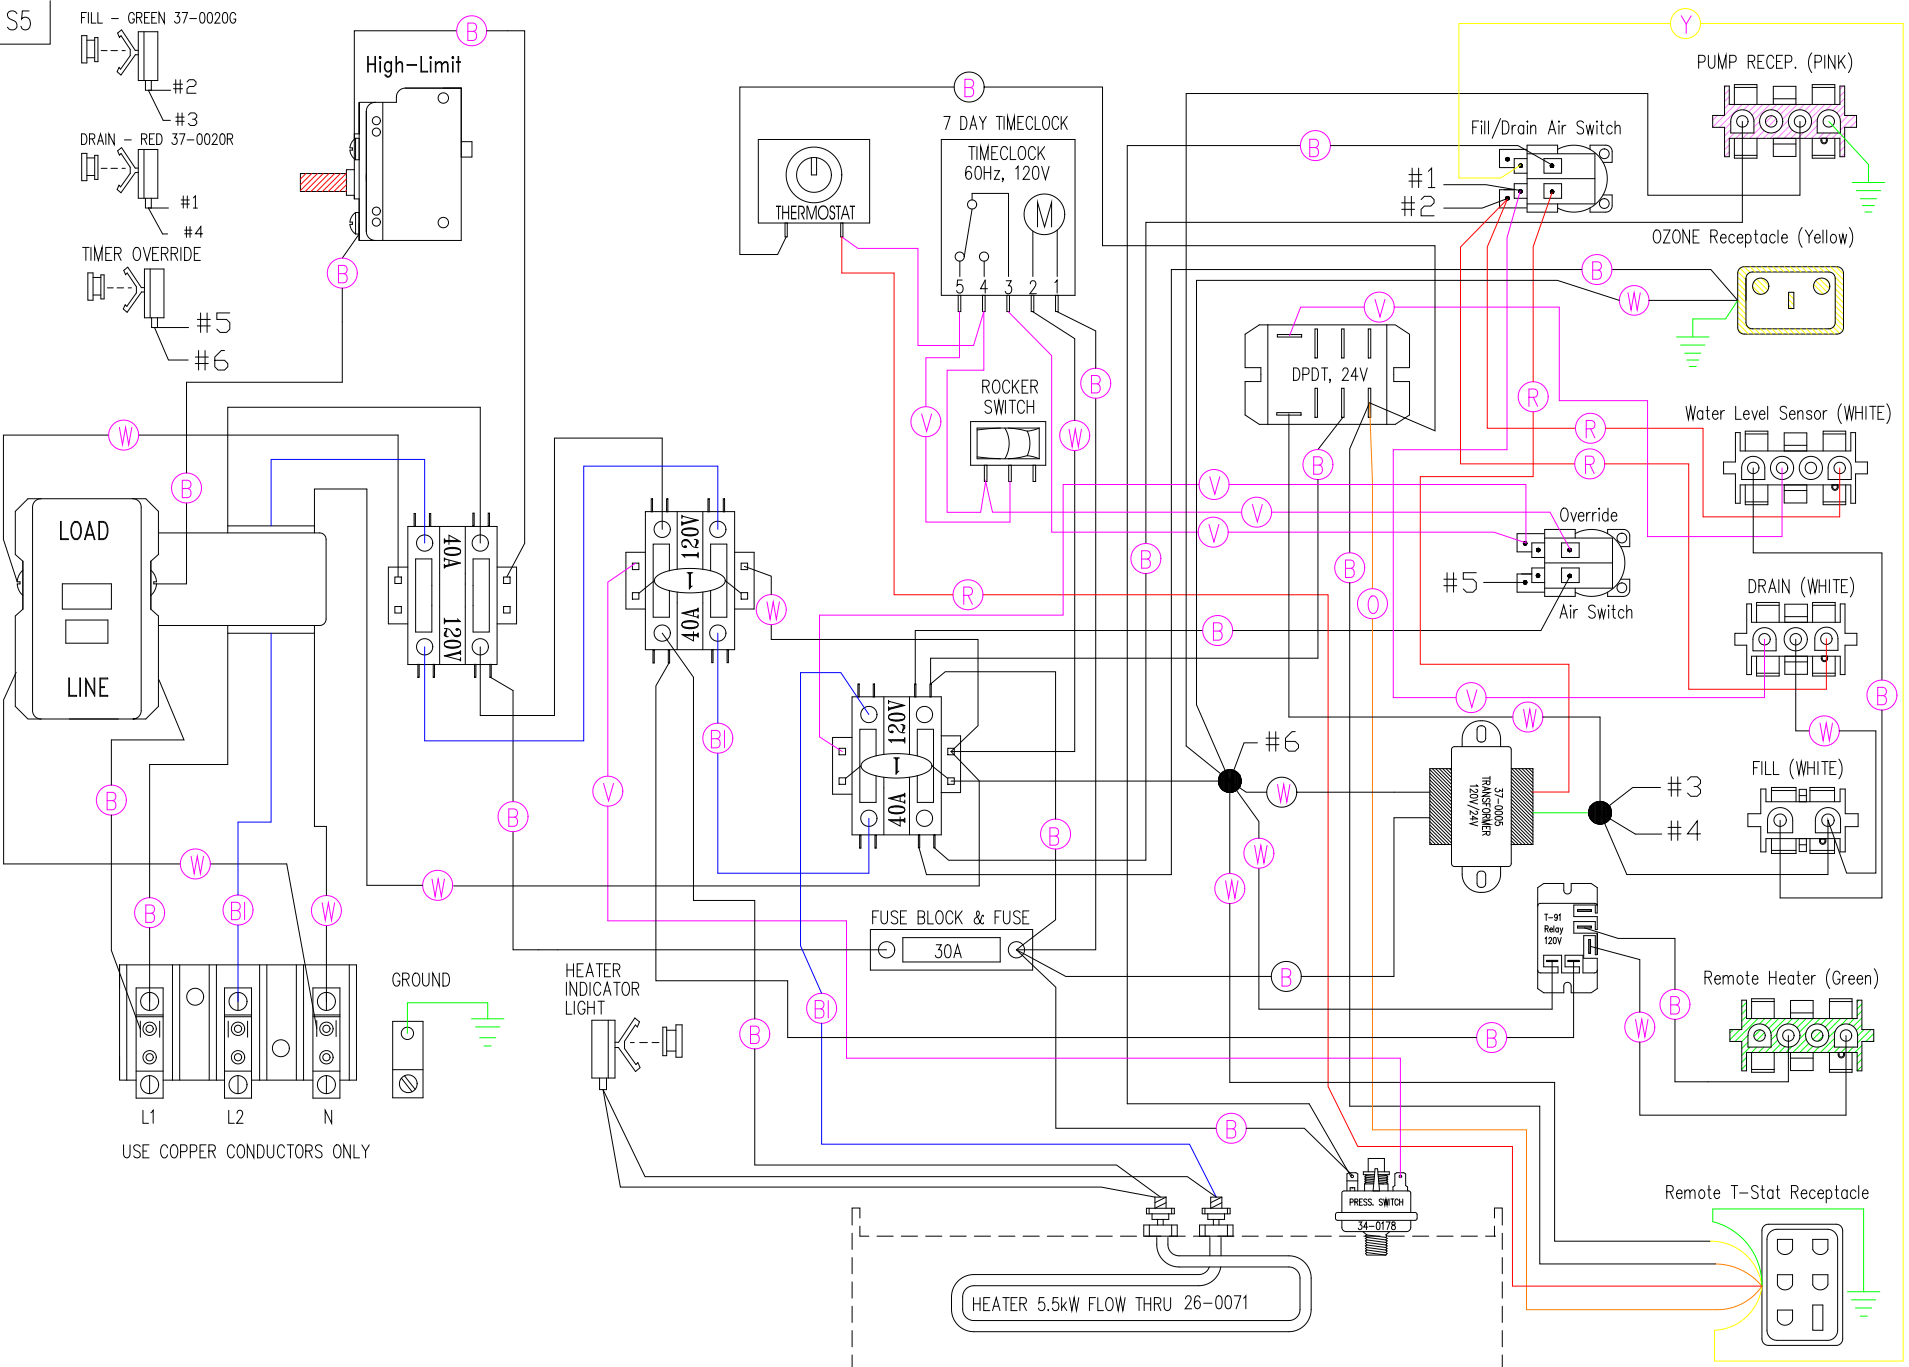 S5
FILL - GREEN 37-0020G
#2
#3
DRAIN - RED 37-0020R
#1
#4
TIMER OVERRIDE
#5
#6
B
High-Limit
B
W
B
LOAD
LINE
40A
120V
120V
40A
1
W
V
Bl
B
B
W
B
Bl
W
W
B
L1
L2
N
USE COPPER CONDUCTORS ONLY
GROUND
B
THERMOSTAT
7 DAY TIMECLOCK
TIMECLOCK
60Hz, 120V
M
5
4
3
2
1
ROCKER
SWITCH
V
B
W
R
V
V
V
B
120V
40A
1
B
FUSE BLOCK & FUSE
30A
HEATER
INDICATOR
LIGHT
B
Bl
HEATER 5.5kW FLOW THRU 26-0071
PRESS. SWITCH
34-0178
B
B
B
W
W
#6
W
B
B
B
O
DPDT, 24V
V
B
Fill/Drain Air Switch
#1
#2
Y
PUMP RECEP. (PINK)
OZONE Receptacle (Yellow)
B
W
R
R
R
Water Level Sensor (WHITE)
Override
#5
Air Switch
DRAIN (WHITE)
V
W
B
W
FILL (WHITE)
37-0005
TRANSFORMER
120V/24V
#3
#4
T-91
Relay
120V
Remote Heater (Green)
B
W
Remote T-Stat Receptacle